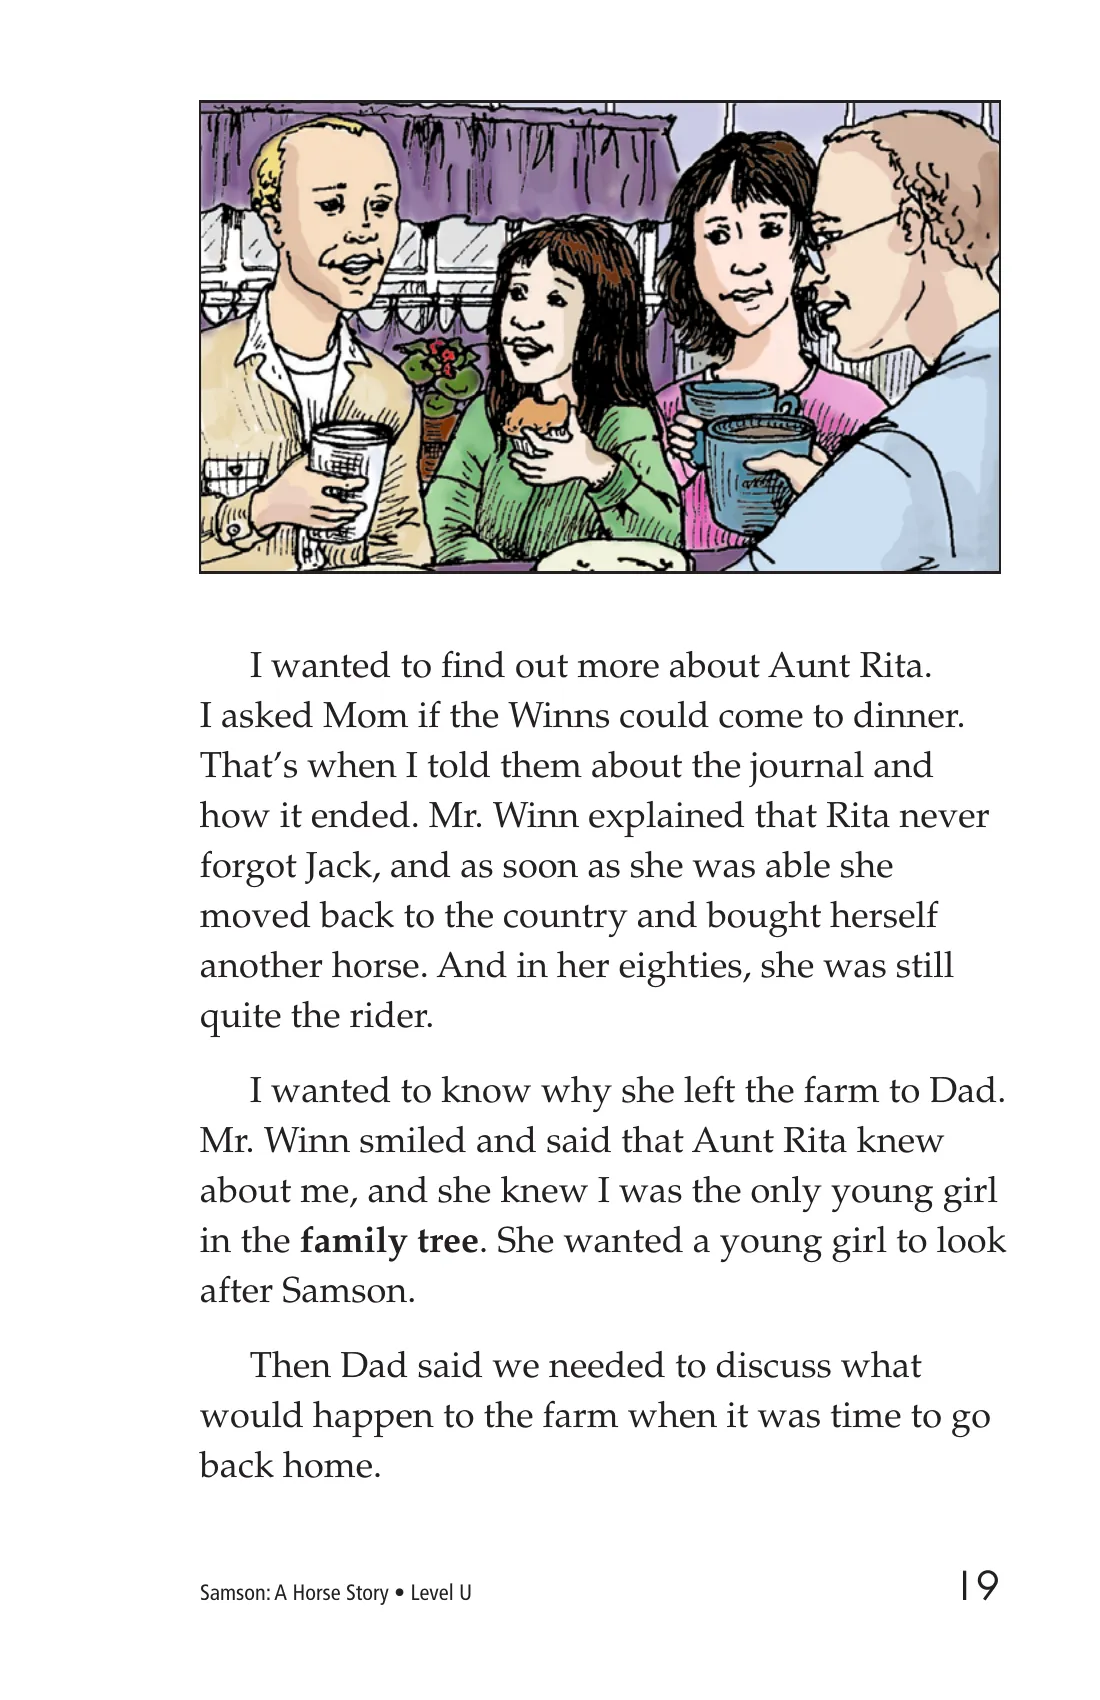 I wanted to find out more about Aunt Rita.
I asked Mom if the Winns could come to dinner.
That’s when I told them about the journal and
how it ended. Mr. Winn explained that Rita never
forgot Jack, and as soon as she was able she
moved back to the country and bought herself
another horse. And in her eighties, she was still
quite the rider.
I wanted to know why she left the farm to Dad.
Mr. Winn smiled and said that Aunt Rita knew
about me, and she knew I was the only young girl
in the family tree. She wanted a young girl to look
after Samson.
Then Dad said we needed to discuss what
would happen to the farm when it was time to go
back home.
Samson: A Horse Story • Level U
19